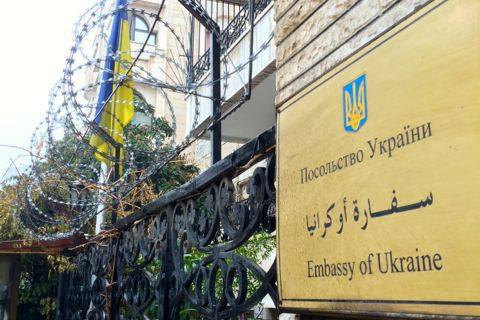 Посольство України
سفارة أوكرانيا
Embassy of Ukraine